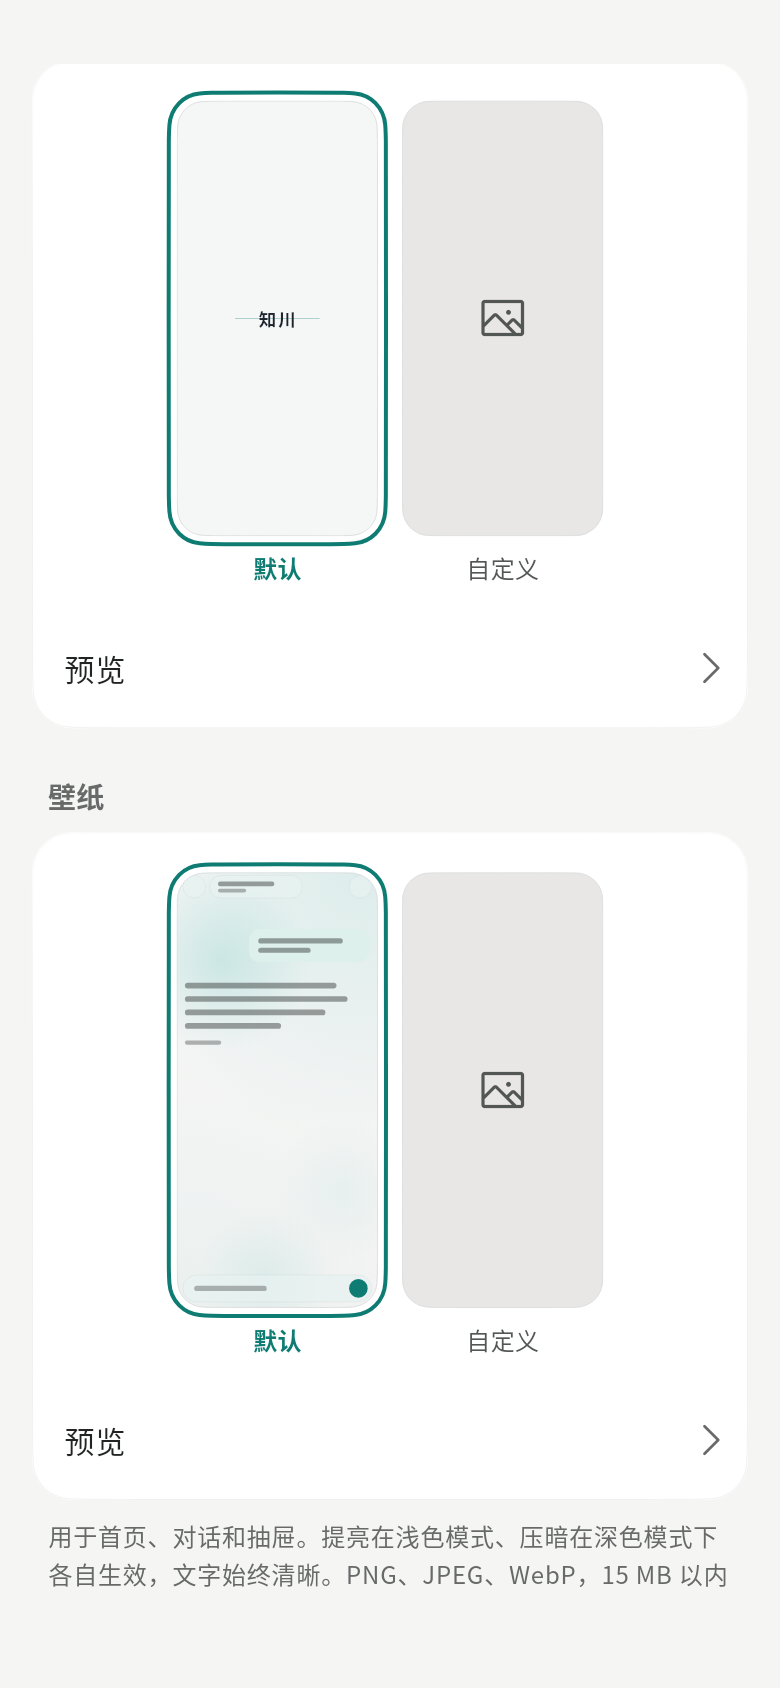 知川
默认
自定义
预览
壁纸
默认
自定义
预览
用于首页、对话和抽屉。提亮在浅色模式、压暗在深色模式下
各自生效，文字始终清晰。PNG、JPEG、WebP，15 MB 以内